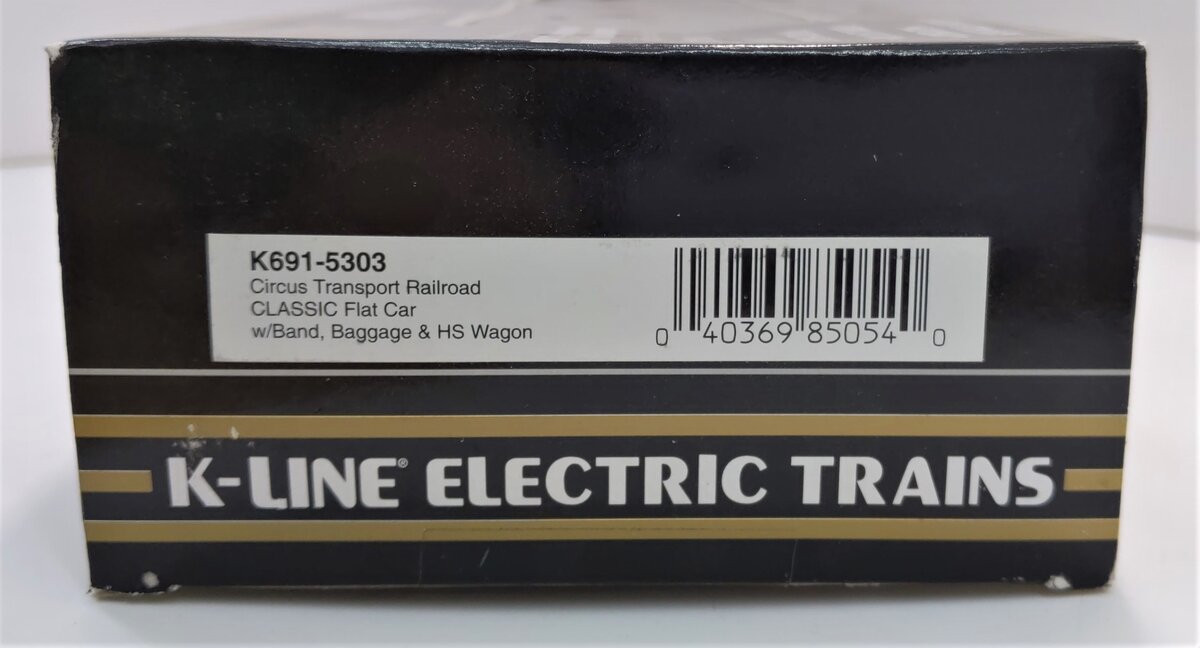 K691-5303
Circus Transport Railroad
CLASSIC Flat Car
w/Band, Baggage & HS Wagon
0 40369 85054 0
K-LINE® ELECTRIC TRAINS